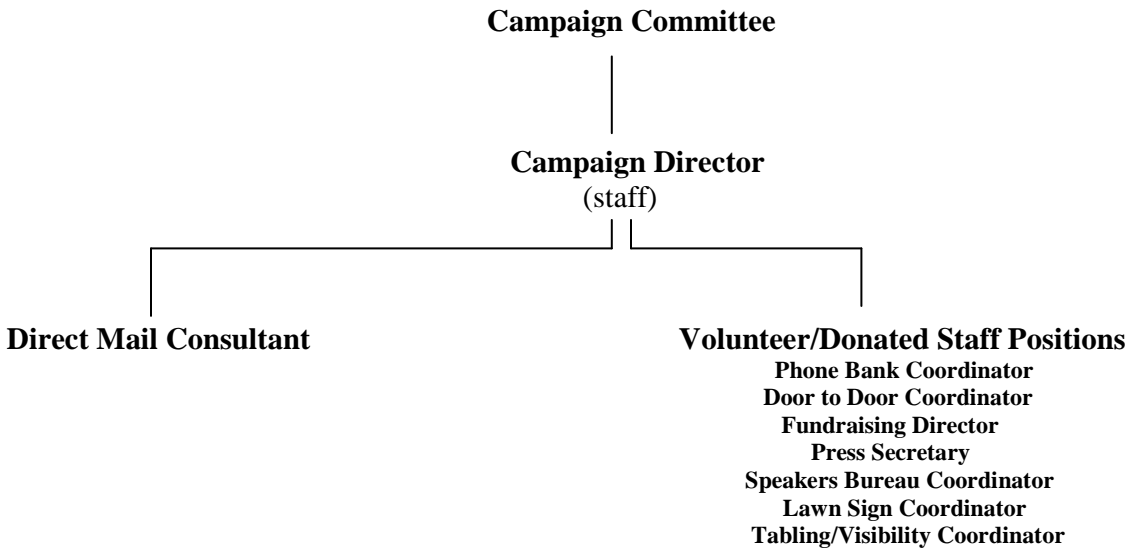 Campaign Committee
Campaign Director
(staff)
Direct Mail Consultant
Volunteer/Donated Staff Positions
Phone Bank Coordinator
Door to Door Coordinator
Fundraising Director
Press Secretary
Speakers Bureau Coordinator
Lawn Sign Coordinator
Tabling/Visibility Coordinator